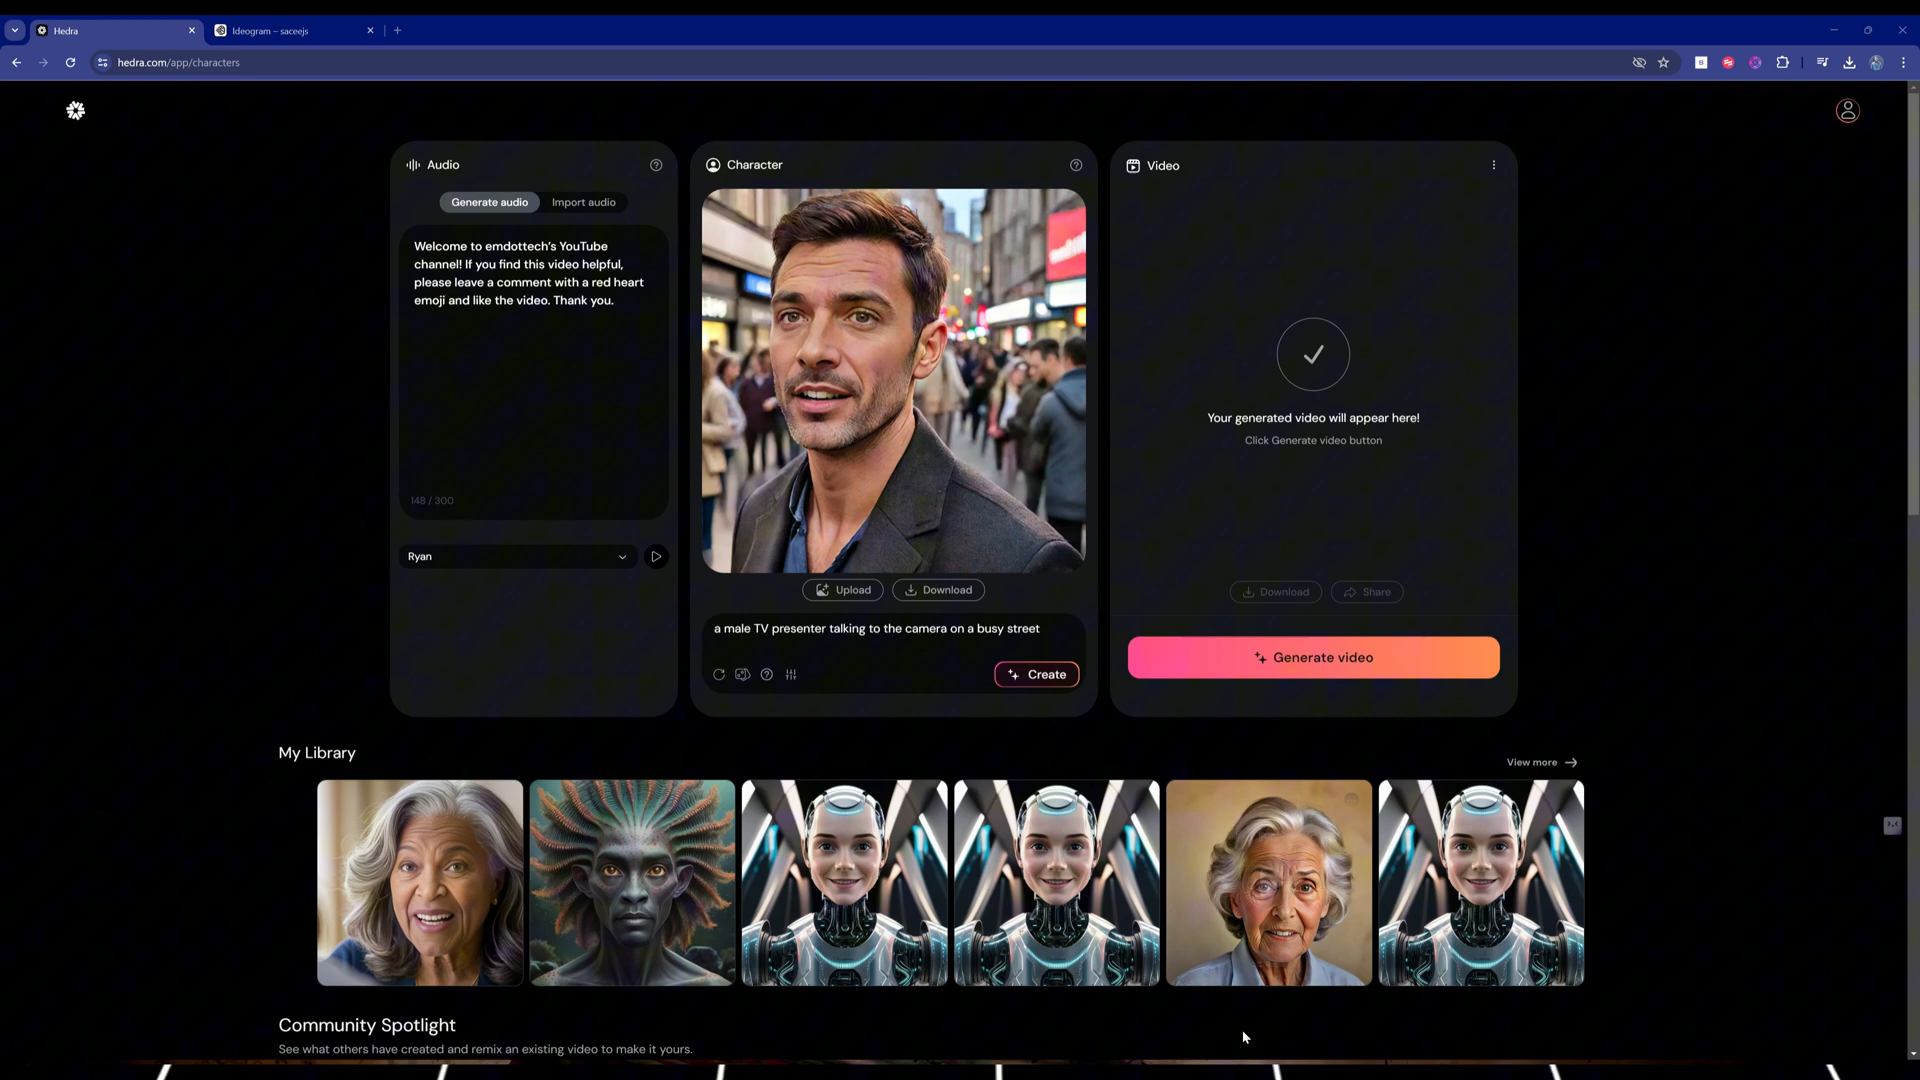 Hedra
Ideogram – saceejs
hedra.com/app/characters
Audio
Generate audio
Import audio
Welcome to emdottech's YouTube
channel! If you find this video helpful,
please leave a comment with a red heart
emoji and like the video. Thank you.
148 / 300
Ryan
Character
Upload
Download
a male TV presenter talking to the camera on a busy street
Create
Video
Your generated video will appear here!
Click Generate video button
Download
Share
Generate video
My Library
View more
Community Spotlight
See what others have created and remix an existing video to make it yours.